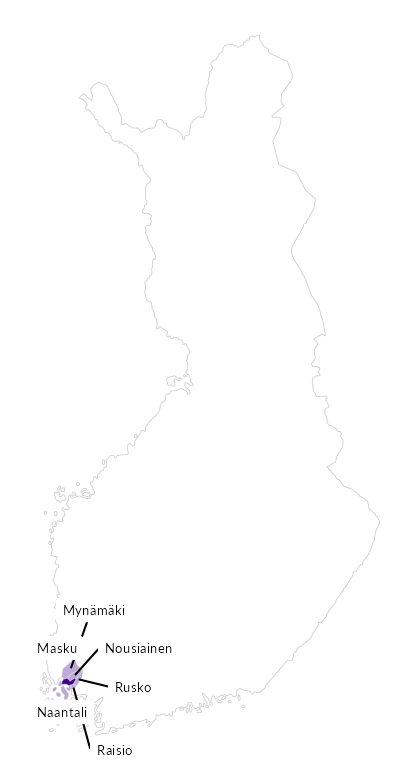 Mynämäki
Masku
Nousiainen
Rusko
Naantali
Raisio